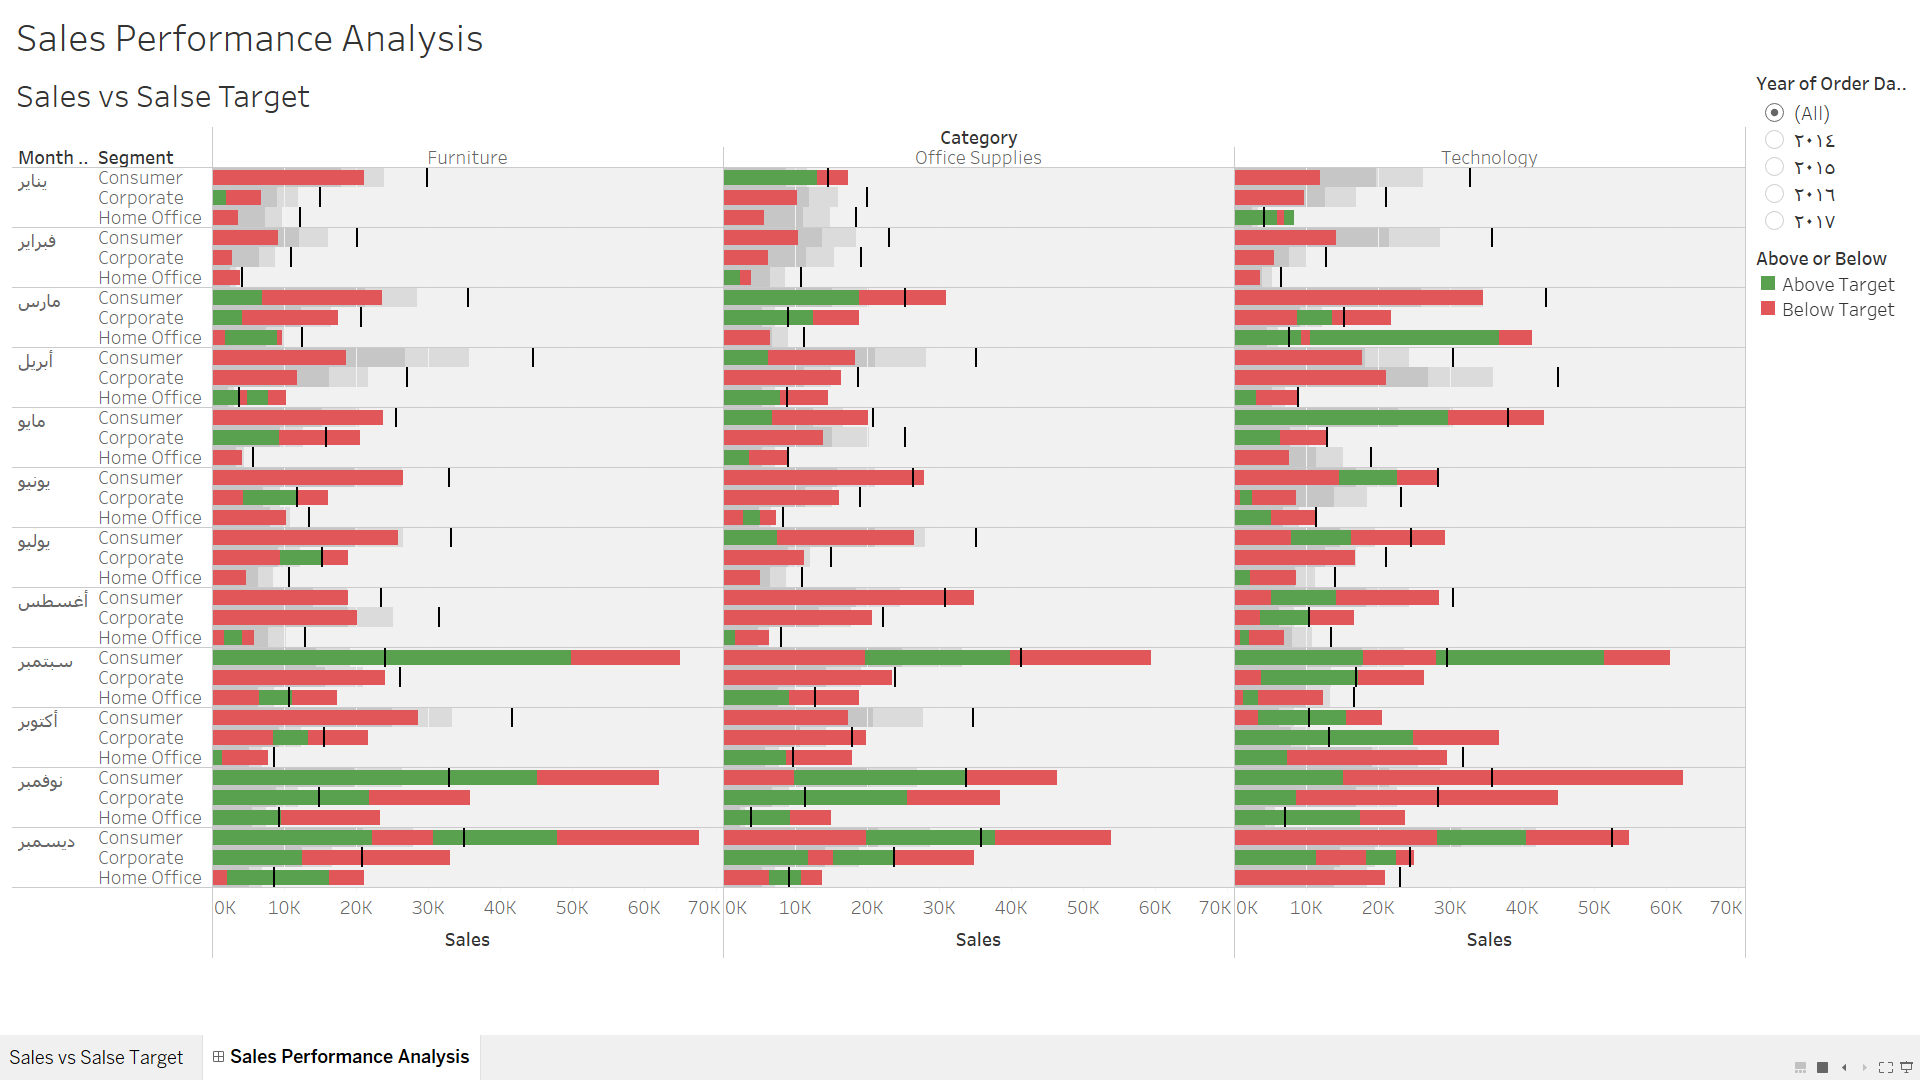 Sales Performance Analysis
Sales vs Salse Target
Category
Month .. Segment Furniture Office Supplies Technology
يناير Consumer
Corporate
Home Office
فبراير Consumer
Corporate
Home Office
مارس Consumer
Corporate
Home Office
أبريل Consumer
Corporate
Home Office
مايو Consumer
Corporate
Home Office
يونيو Consumer
Corporate
Home Office
يوليو Consumer
Corporate
Home Office
أغسطس Consumer
Corporate
Home Office
سبتمبر Consumer
Corporate
Home Office
أكتوبر Consumer
Corporate
Home Office
نوفمبر Consumer
Corporate
Home Office
ديسمبر Consumer
Corporate
Home Office
0K 10K 20K 30K 40K 50K 60K 70K 0K 10K 20K 30K 40K 50K 60K 70K 0K 10K 20K 30K 40K 50K 60K 70K
Sales Sales Sales
Year of Order Da..
(All)
٢٠١٤
٢٠١٥
٢٠١٦
٢٠١٧
Above or Below
Above Target
Below Target
Sales vs Salse Target Sales Performance Analysis